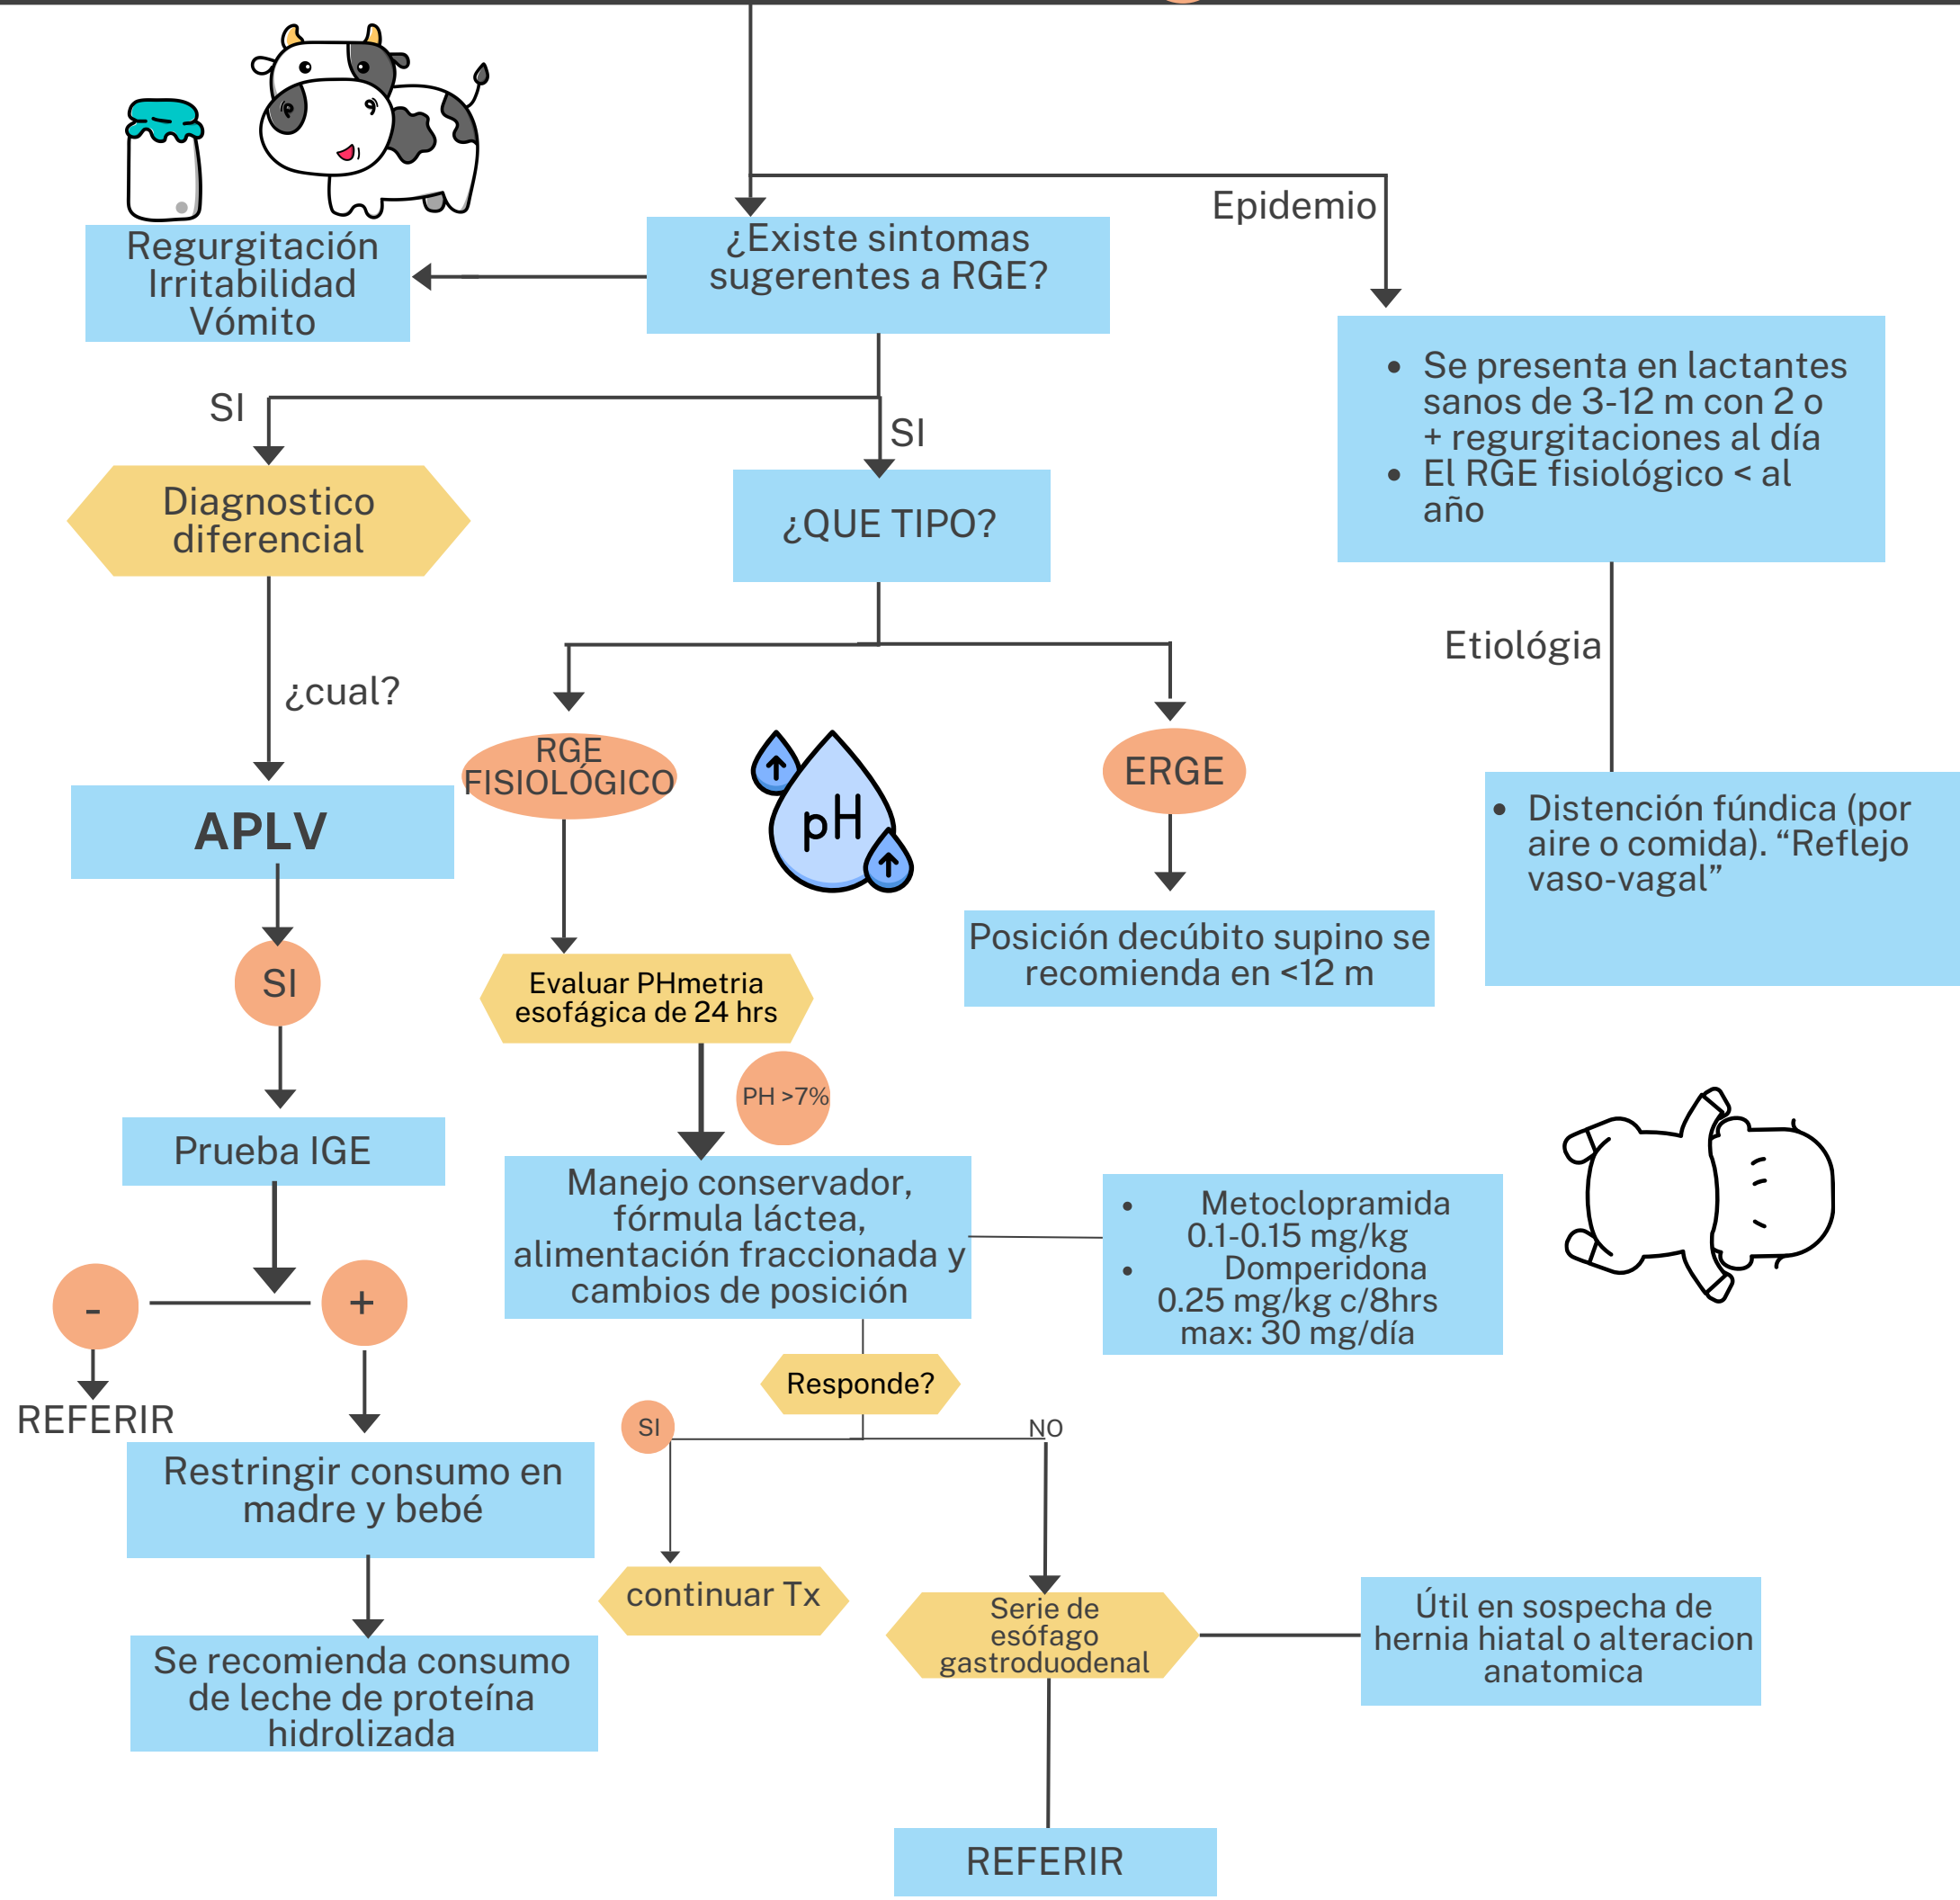 Epidemio
Regurgitación
Irritabilidad
Vómito
¿Existe sintomas
sugerentes a RGE?
• Se presenta en lactantes
sanos de 3-12 m con 2 o
+ regurgitaciones al día
• El RGE fisiológico < al
año
SI
SI
Diagnostico
diferencial
¿QUE TIPO?
Etiológia
¿cual?
RGE
FISIOLÓGICO
pH
ERGE
APLV
• Distención fúndica (por
aire o comida). “Reflejo
vaso-vagal”
Posición decúbito supino se
recomienda en <12 m
SI
Evaluar PHmetria
esofágica de 24 hrs
PH >7%
Prueba IGE
Manejo conservador,
fórmula láctea,
alimentación fraccionada y
cambios de posición
• Metoclopramida
0.1-0.15 mg/kg
• Domperidona
0.25 mg/kg c/8hrs
max: 30 mg/día
-
+
REFERIR
Responde?
SI
NO
Restringir consumo en
madre y bebé
continuar Tx
Serie de
esófago
gastroduodenal
Útil en sospecha de
hernia hiatal o alteracion
anatomica
Se recomienda consumo
de leche de proteína
hidrolizada
REFERIR